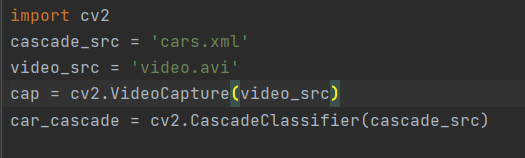 import cv2
cascade_src = 'cars.xml'
video_src = 'video.avi'
cap = cv2.VideoCapture(video_src)
car_cascade = cv2.CascadeClassifier(cascade_src)